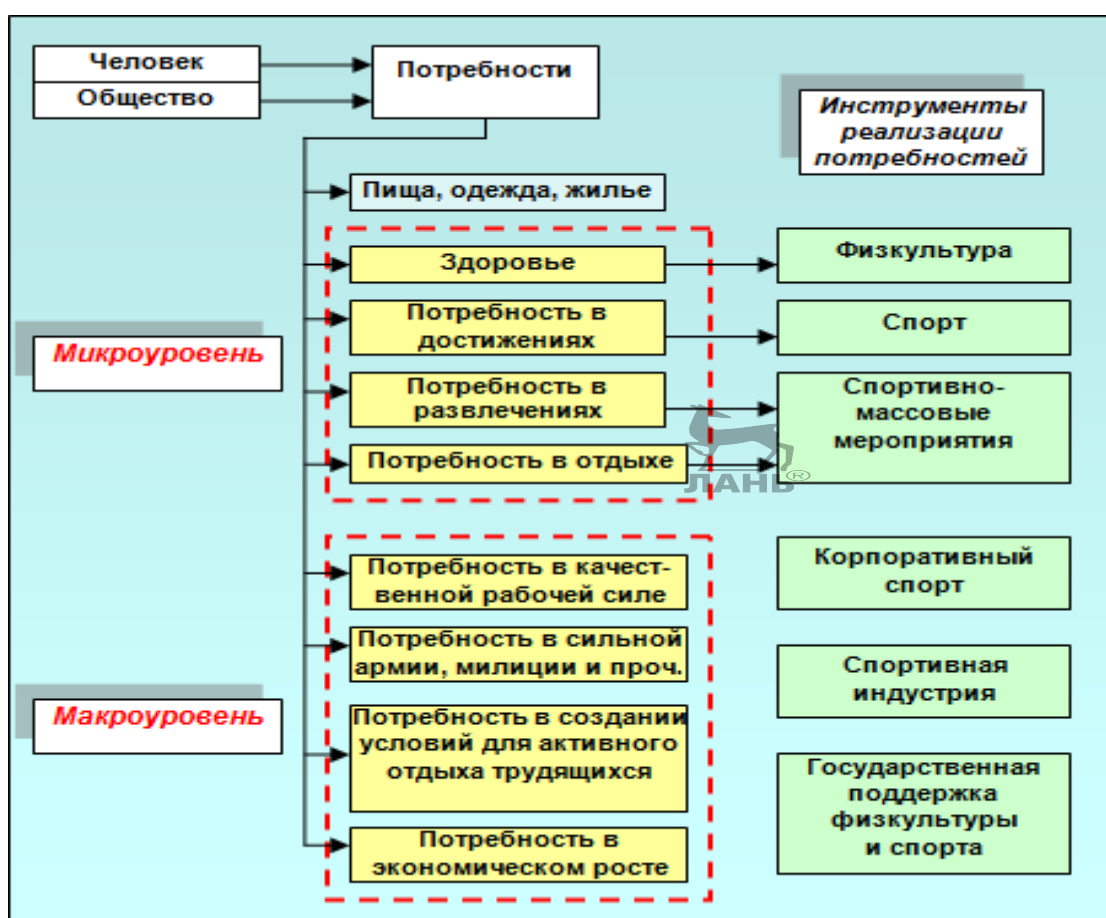 Человек
Общество
Потребности
Инструменты
реализации
потребностей
Пища, одежда, жилье
Микроуровень
Здоровье
Физкультура
Потребность в
достижениях
Спорт
Потребность в
развлечениях
Потребность в отдыхе
Спортивно-
массовые
мероприятия
ЛАНЬ®
Макроуровень
Потребность в качест-
венной рабочей силе
Корпоративный
спорт
Потребность в сильной
армии, милиции и проч.
Спортивная
индустрия
Потребность в создании
условий для активного
отдыха трудящихся
Государственная
поддержка
физкультуры
и спорта
Потребность в
экономическом росте